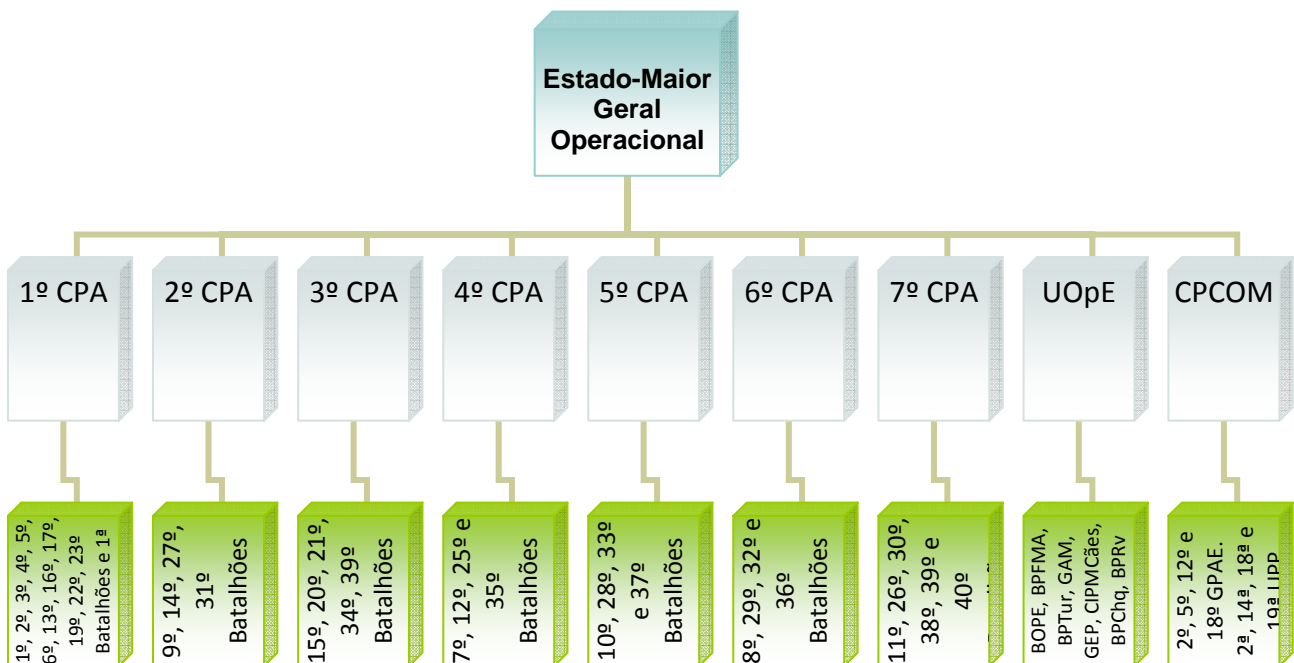 Estado-Maior
Geral
Operacional
1º CPA
2º CPA
3º CPA
4º CPA
5º CPA
6º CPA
7º CPA
UOpE
CPCOM
1º, 2º, 3º, 4º, 5º,
6º, 13º, 16º, 17º,
19º, 22º, 23º
Batalhões e 1ª
9º, 14º, 27º,
31º
Batalhões
15º, 20º, 21º,
34º, 39º
Batalhões
7º, 12º, 25º e
35º
Batalhões
10º, 28º, 33º
e 37º
Batalhões
8º, 29º, 32º e
36º
Batalhões
11º, 26º, 30º,
38º, 39º e
40º
BOPE, BPFMA,
BPTur, GAM,
GEP, CIPMCães,
BPChq, BPRv
2º, 5º, 12º e
18º GPAE.
2ª, 14ª, 18ª e
19ª UPP